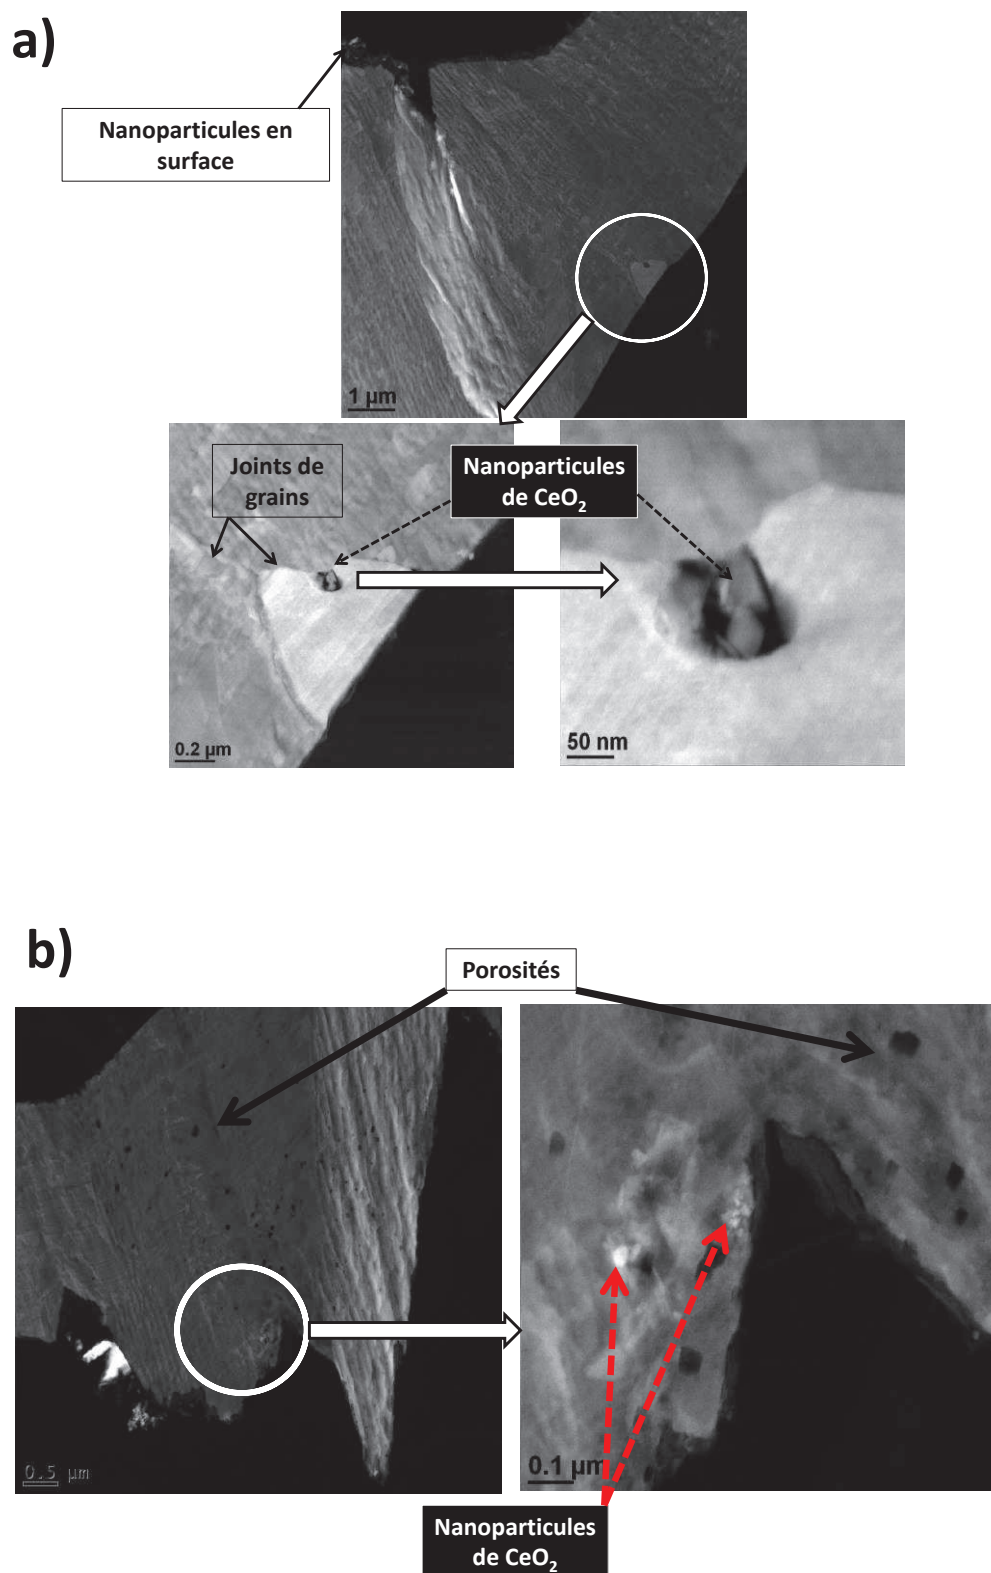 a)
Nanoparticules en
surface
1 µm
Joints de
grains
Nanoparticules
de CeO₂
0.2 µm
50 nm
b)
Porosités
0.5 µm
0.1 µm
Nanoparticules
de CeO₂